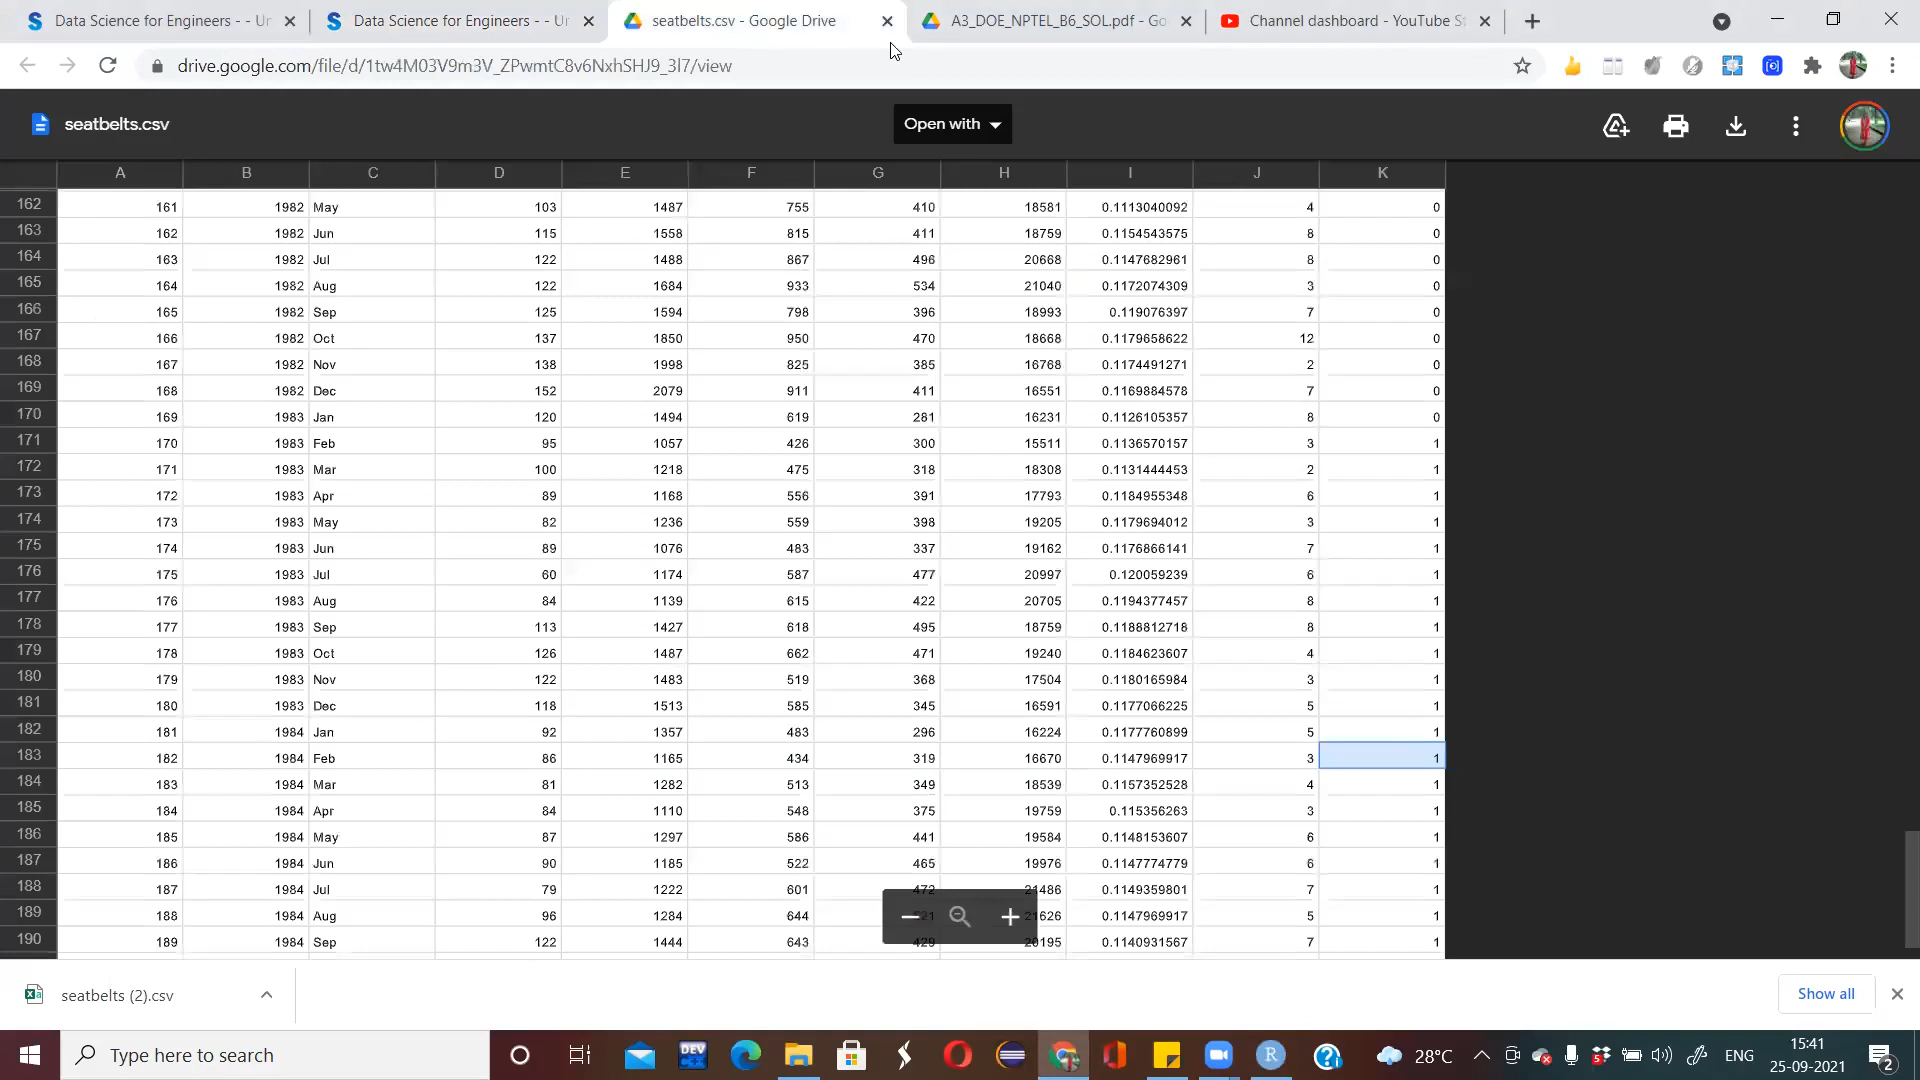 Data Science for Engineers - - Ur
Data Science for Engineers - - Ur
seatbelts.csv - Google Drive
A3_DOE_NPTEL_B6_SOL.pdf - Go
Channel dashboard - YouTube St
drive.google.com/file/d/1tw4M03V9m3V_ZPwmtC8v6NxhSHJ9_3l7/view
seatbelts.csv
Open with
A B C D E F G H I J K
162 161 1982 May 103 1487 755 410 18581 0.1113040092 4 0
163 162 1982 Jun 115 1558 815 411 18759 0.1154543575 8 0
164 163 1982 Jul 122 1488 867 496 20668 0.1147682961 8 0
165 164 1982 Aug 122 1684 933 534 21040 0.1172074309 3 0
166 165 1982 Sep 125 1594 798 396 18993 0.119076397 7 0
167 166 1982 Oct 137 1850 950 470 18668 0.1179658622 12 0
168 167 1982 Nov 138 1998 825 385 16768 0.1174491271 2 0
169 168 1982 Dec 152 2079 911 411 16551 0.1169884578 7 0
170 169 1983 Jan 120 1494 619 281 16231 0.1126105357 8 0
171 170 1983 Feb 95 1057 426 300 15511 0.1136570157 3 1
172 171 1983 Mar 100 1218 475 318 18308 0.1131444453 2 1
173 172 1983 Apr 89 1168 556 391 17793 0.1184955348 6 1
174 173 1983 May 82 1236 559 398 19205 0.1179694012 3 1
175 174 1983 Jun 89 1076 483 337 19162 0.1176866141 7 1
176 175 1983 Jul 60 1174 587 477 20997 0.120059239 6 1
177 176 1983 Aug 84 1139 615 422 20705 0.1194377457 8 1
178 177 1983 Sep 113 1427 618 495 18759 0.1188812718 8 1
179 178 1983 Oct 126 1487 662 471 19240 0.1184623607 4 1
180 179 1983 Nov 122 1483 519 368 17504 0.1180165984 3 1
181 180 1983 Dec 118 1513 585 345 16591 0.1177066225 5 1
182 181 1984 Jan 92 1357 483 296 16224 0.1177760899 5 1
183 182 1984 Feb 86 1165 434 319 16670 0.1147969917 3 1
184 183 1984 Mar 81 1282 513 349 18539 0.1157352528 4 1
185 184 1984 Apr 84 1110 548 375 19759 0.115356263 3 1
186 185 1984 May 87 1297 586 441 19584 0.1148153607 6 1
187 186 1984 Jun 90 1185 522 465 19976 0.1147774779 6 1
188 187 1984 Jul 79 1222 601 472 21486 0.1149359801 7 1
189 188 1984 Aug 96 1284 644 521 21626 0.1147969917 5 1
190 189 1984 Sep 122 1444 643 429 20195 0.1140931567 7 1
seatbelts (2).csv
Show all
Type here to search
DEV
R
28°C
ENG
15:41
25-09-2021
2